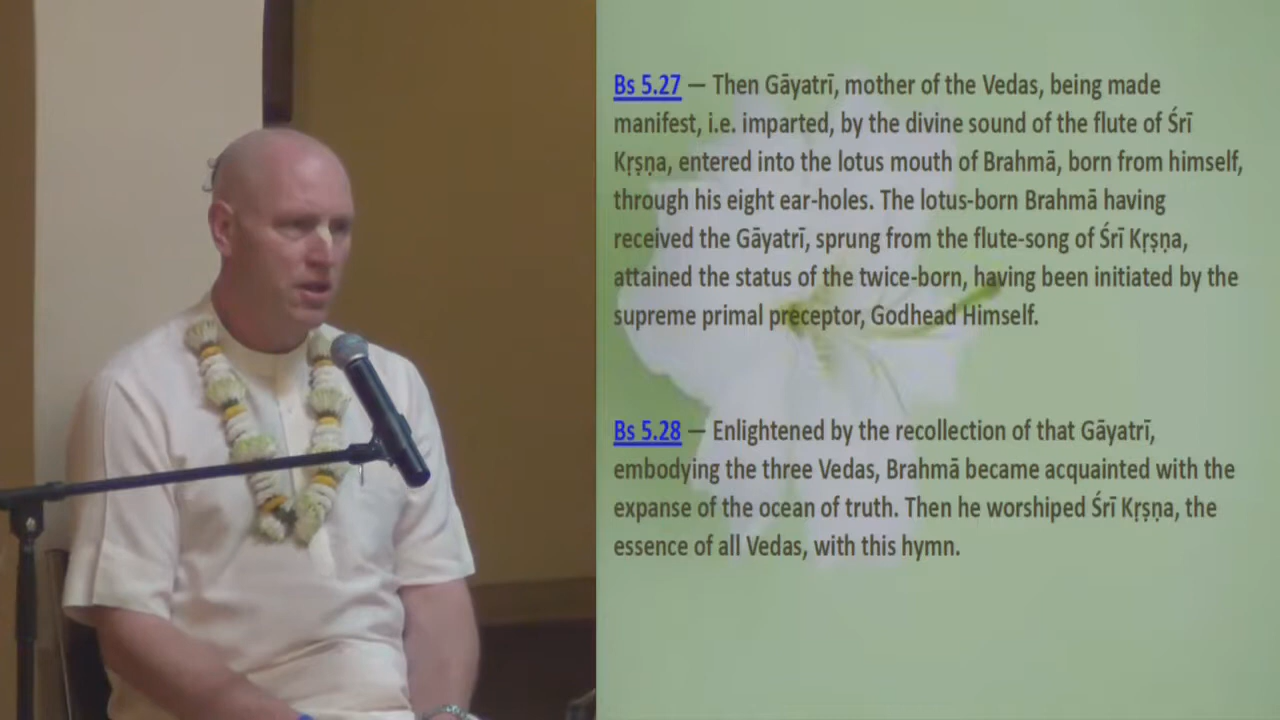 Bs 5.27 — Then Gāyatrī, mother of the Vedas, being made
manifest, i.e. imparted, by the divine sound of the flute of Śrī
Kṛṣṇa, entered into the lotus mouth of Brahmā, born from himself,
through his eight ear-holes. The lotus-born Brahmā having
received the Gāyatrī, sprung from the flute-song of Śrī Kṛṣṇa,
attained the status of the twice-born, having been initiated by the
supreme primal preceptor, Godhead Himself.
Bs 5.28 — Enlightened by the recollection of that Gāyatrī,
embodying the three Vedas, Brahmā became acquainted with the
expanse of the ocean of truth. Then he worshiped Śrī Kṛṣṇa, the
essence of all Vedas, with this hymn.